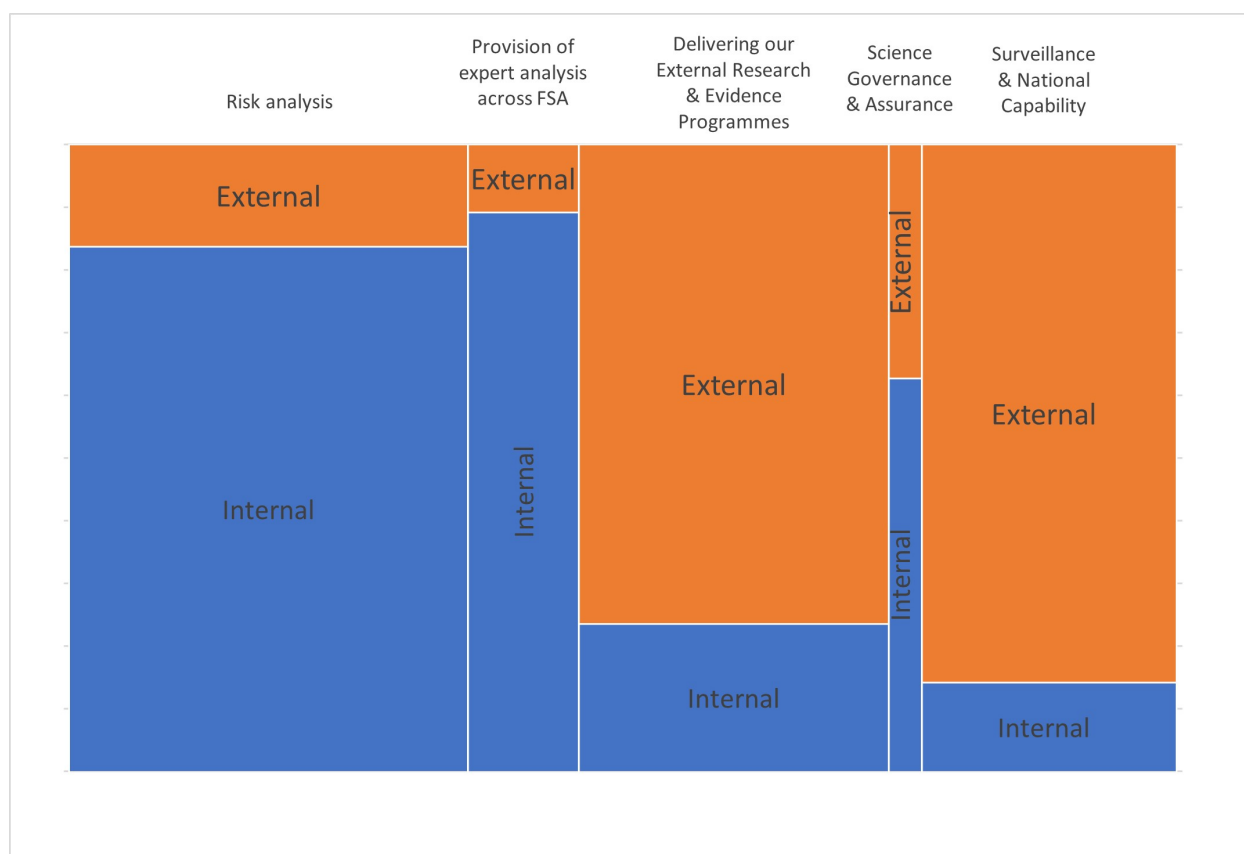 Risk analysis
Provision of
expert analysis
across FSA
Delivering our
External Research
& Evidence
Programmes
Science
Governance
& Assurance
Surveillance
& National
Capability
External
External
External
External
External
Internal
Internal
Internal
Internal
Internal